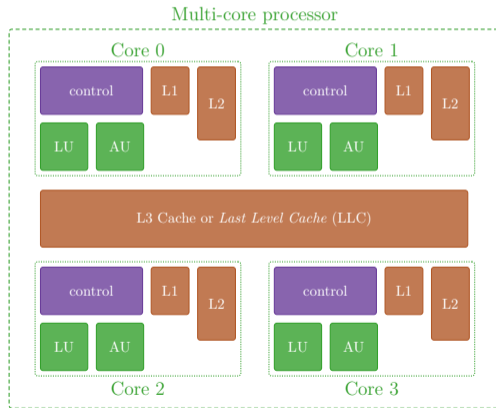 Multi-core processor
Core 0
Core 1
control L1 L2
LU AU
control L1 L2
LU AU
L3 Cache or Last Level Cache (LLC)
control L1 L2
LU AU
control L1 L2
LU AU
Core 2
Core 3